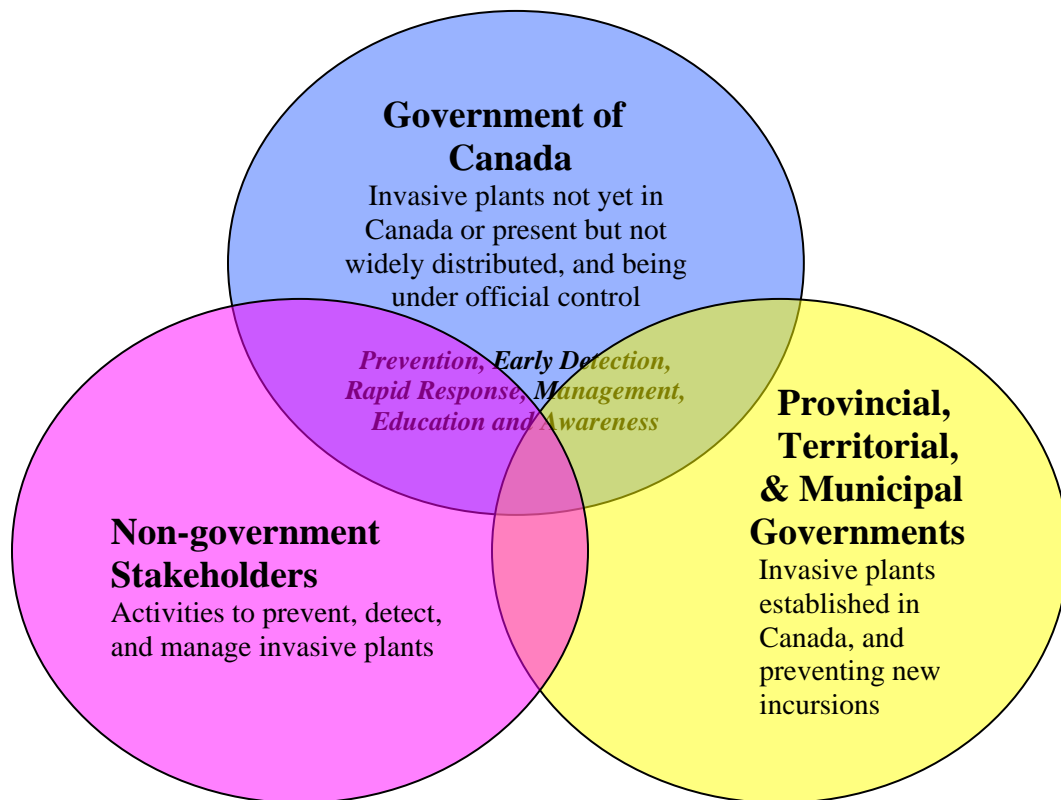 Government of
Canada
Invasive plants not yet in
Canada or present but not
widely distributed, and being
under official control
Prevention, Early Detection,
Rapid Response, Management,
Education and Awareness
Provincial,
Territorial,
& Municipal
Governments
Invasive plants
established in
Canada, and
preventing new
incursions
Non-government
Stakeholders
Activities to prevent, detect,
and manage invasive plants